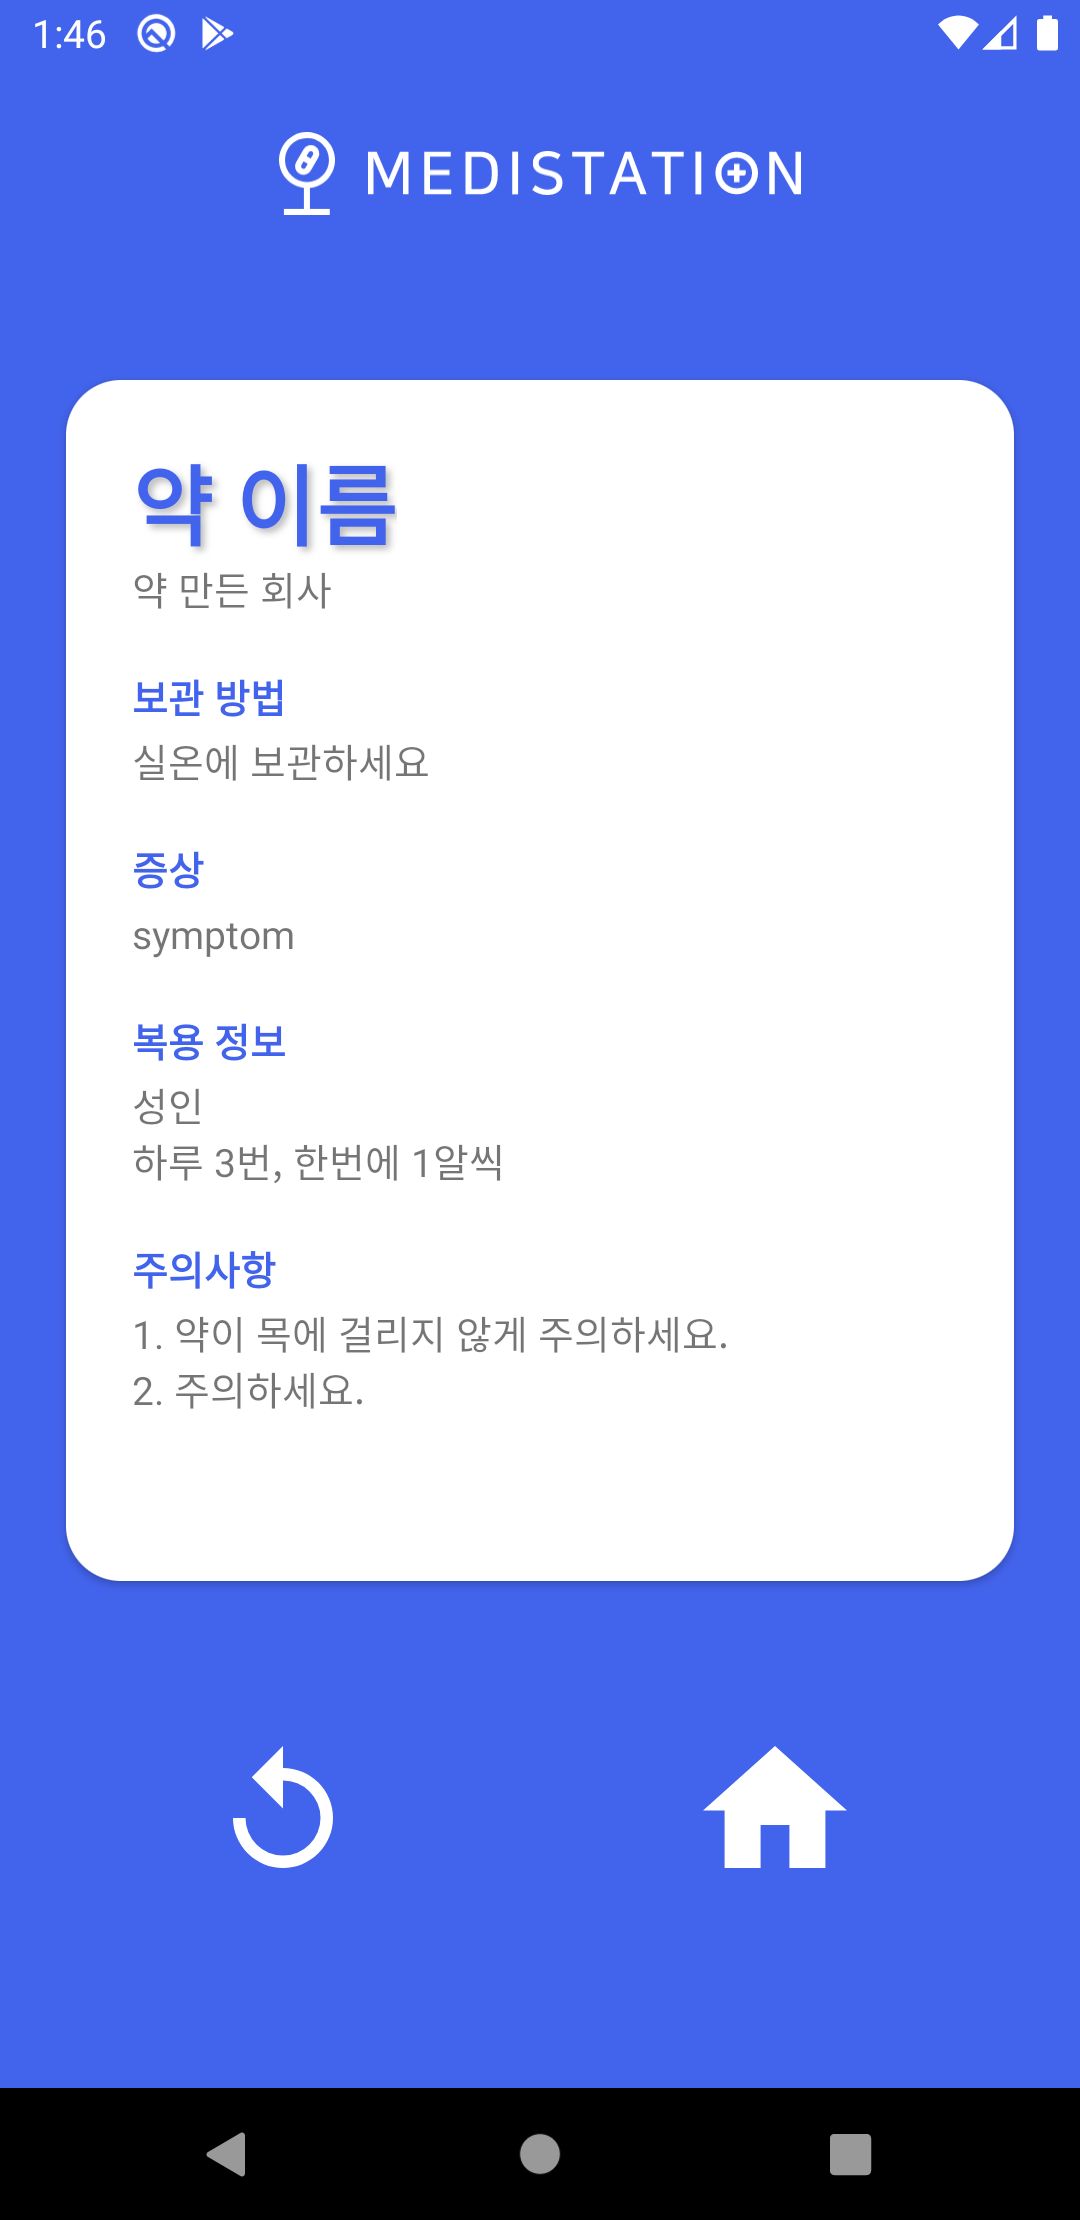 1:46
MEDISTATION
약 이름
약 만든 회사
보관 방법
실온에 보관하세요
증상
symptom
복용 정보
성인
하루 3번, 한번에 1알씩
주의사항
1. 약이 목에 걸리지 않게 주의하세요.
2. 주의하세요.